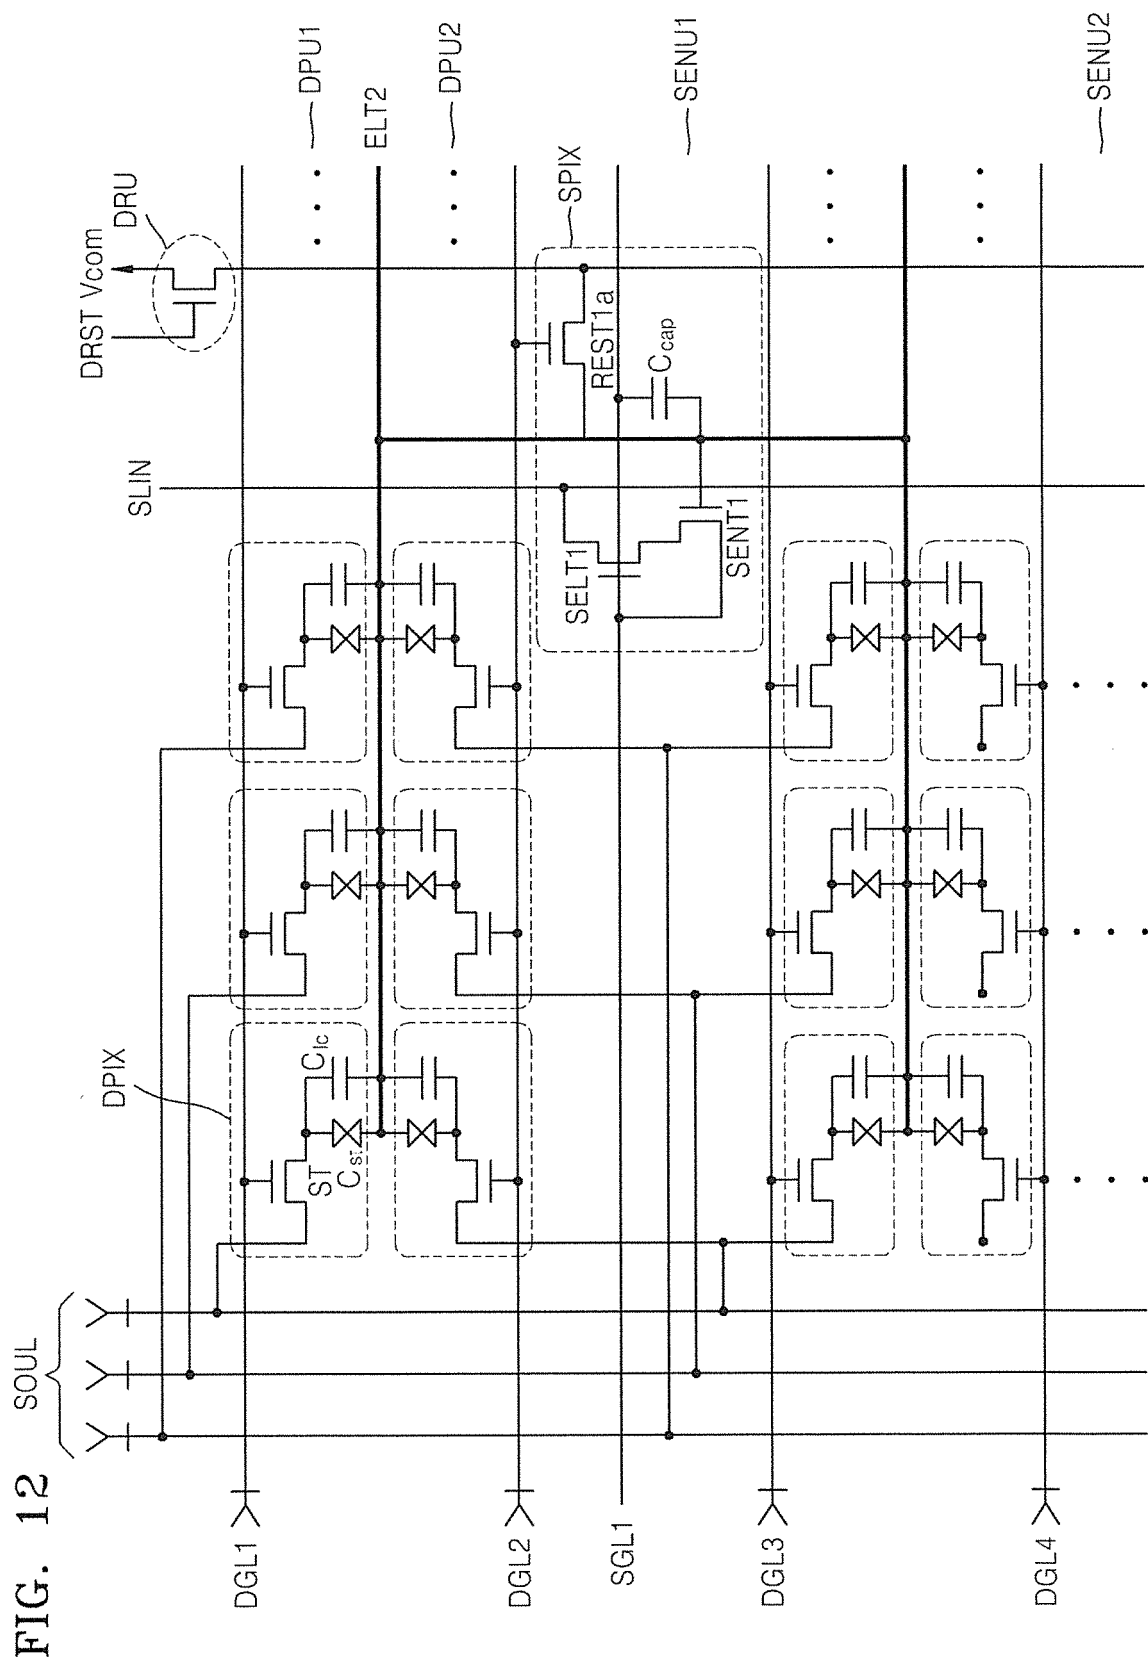 FIG. 12
SOUL
DPIX
SLIN
DRST Vcom
DRU
DPU1
ELT2
DPU2
SPIX
SENU1
SENU2
DGL1
DGL2
SGL1
DGL3
DGL4
ST
Cst
Clc
SELT1
SENT1
REST1a
Ccap